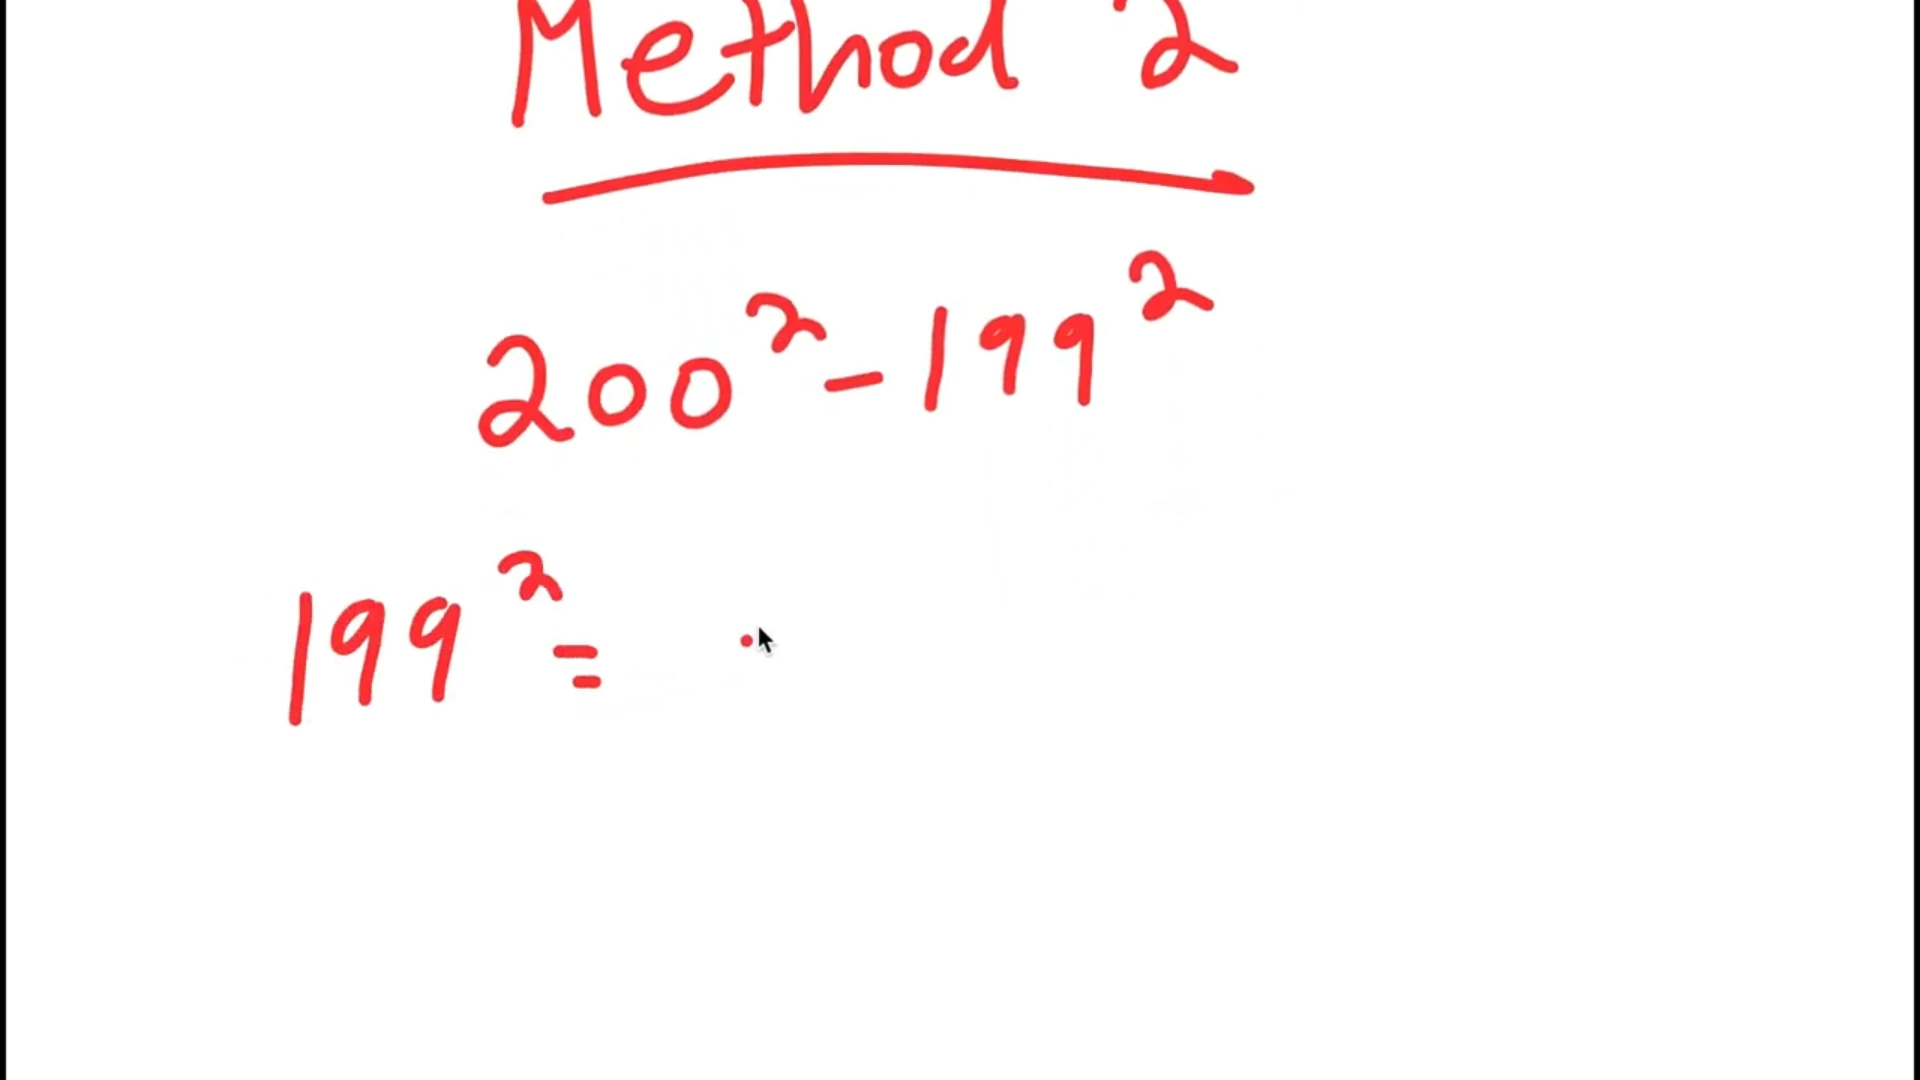 Method 2
200² - 199²
199² =